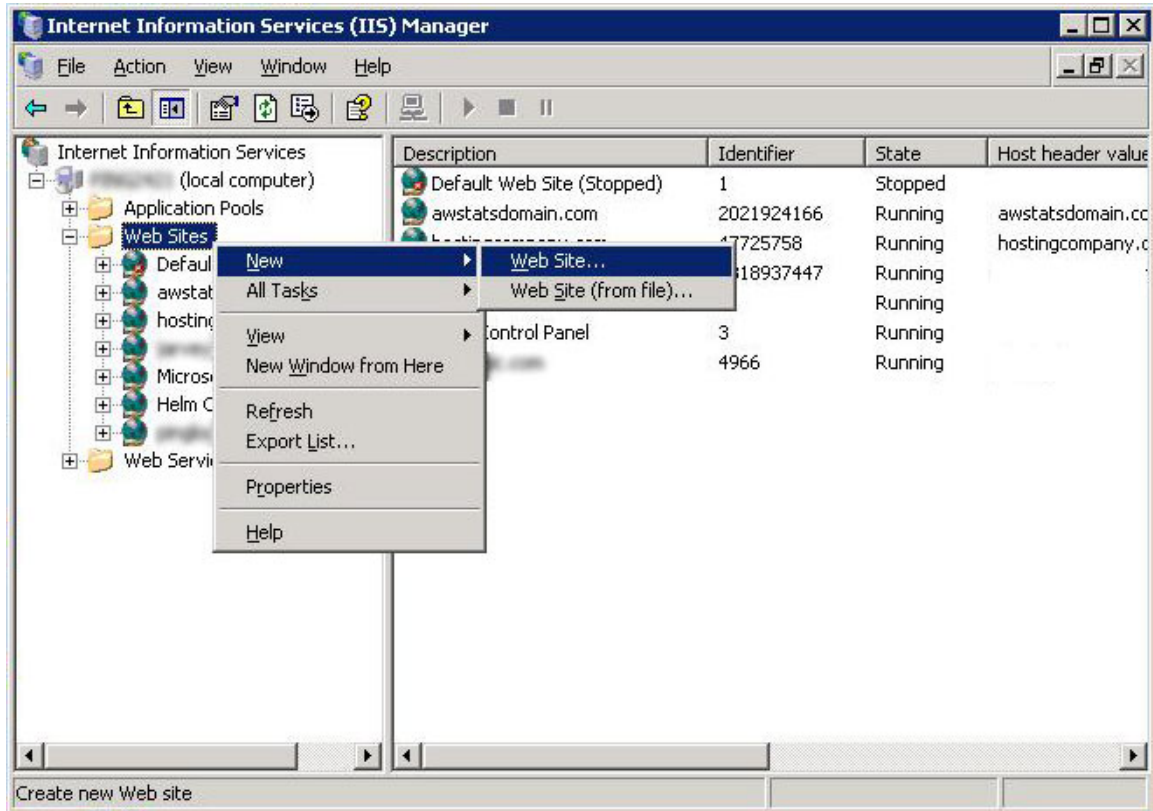 Internet Information Services (IIS) Manager
File Action View Window Help
Internet Information Services
(local computer)
Application Pools
Web Sites
Defaul
awstat
hosting
Microso
Helm C
Web Servi
Description Identifier State Host header value
Default Web Site (Stopped) 1 Stopped
awstatsdomain.com 2021924166 Running awstatsdomain.co
47725758 Running hostingcompany.c
318937447 Running
Running
Control Panel 3 Running
4966 Running
New
All Tasks
View
New Window from Here
Refresh
Export List...
Properties
Help
Web Site...
Web Site (from file)...
Create new Web site